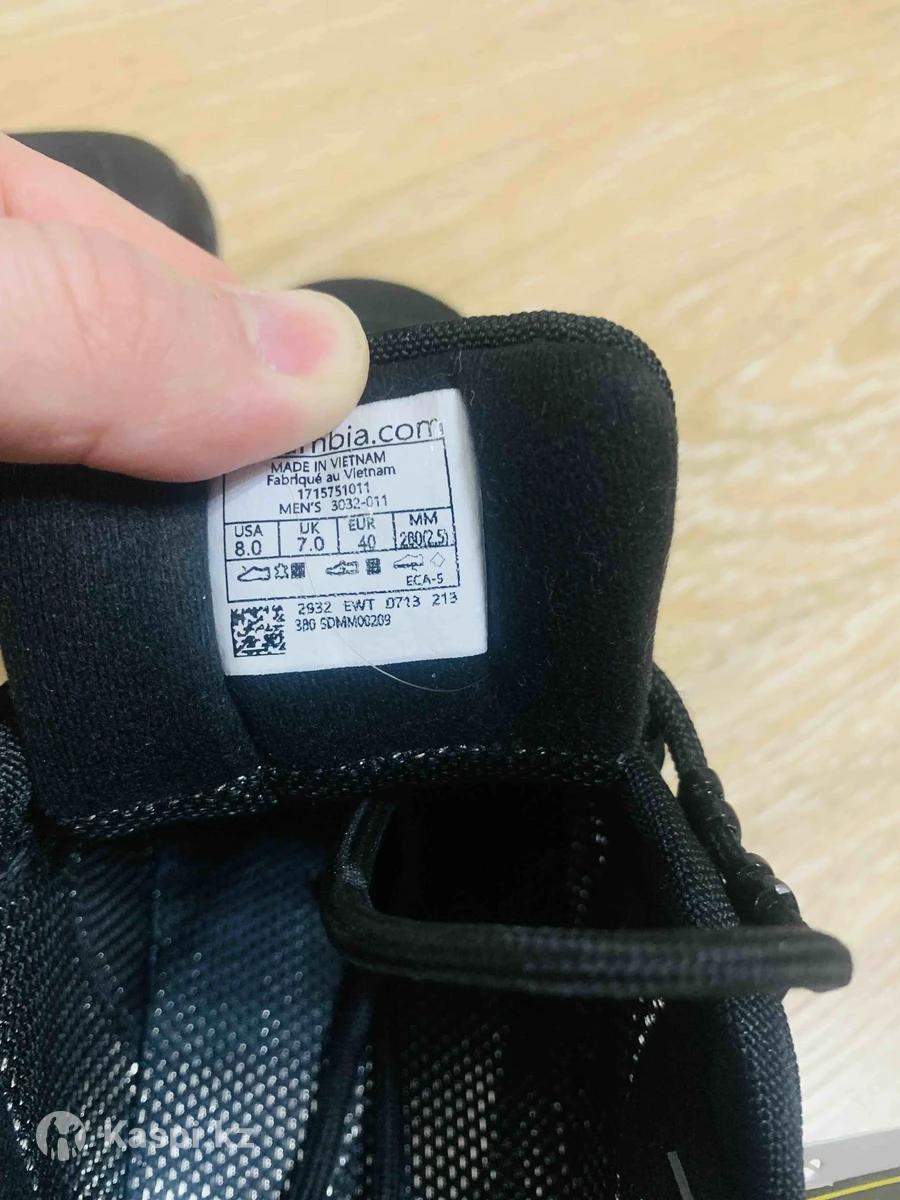 mbia.com
MADE IN VIETNAM
Fabriqué au Vietnam
1715751011
MEN'S 3032-011
USA UK EUR MM
8.0 7.0 40 260(2.5)
ECA-5
2932 EWT 0713 213
380 SDMM00209
Kaspi.kz